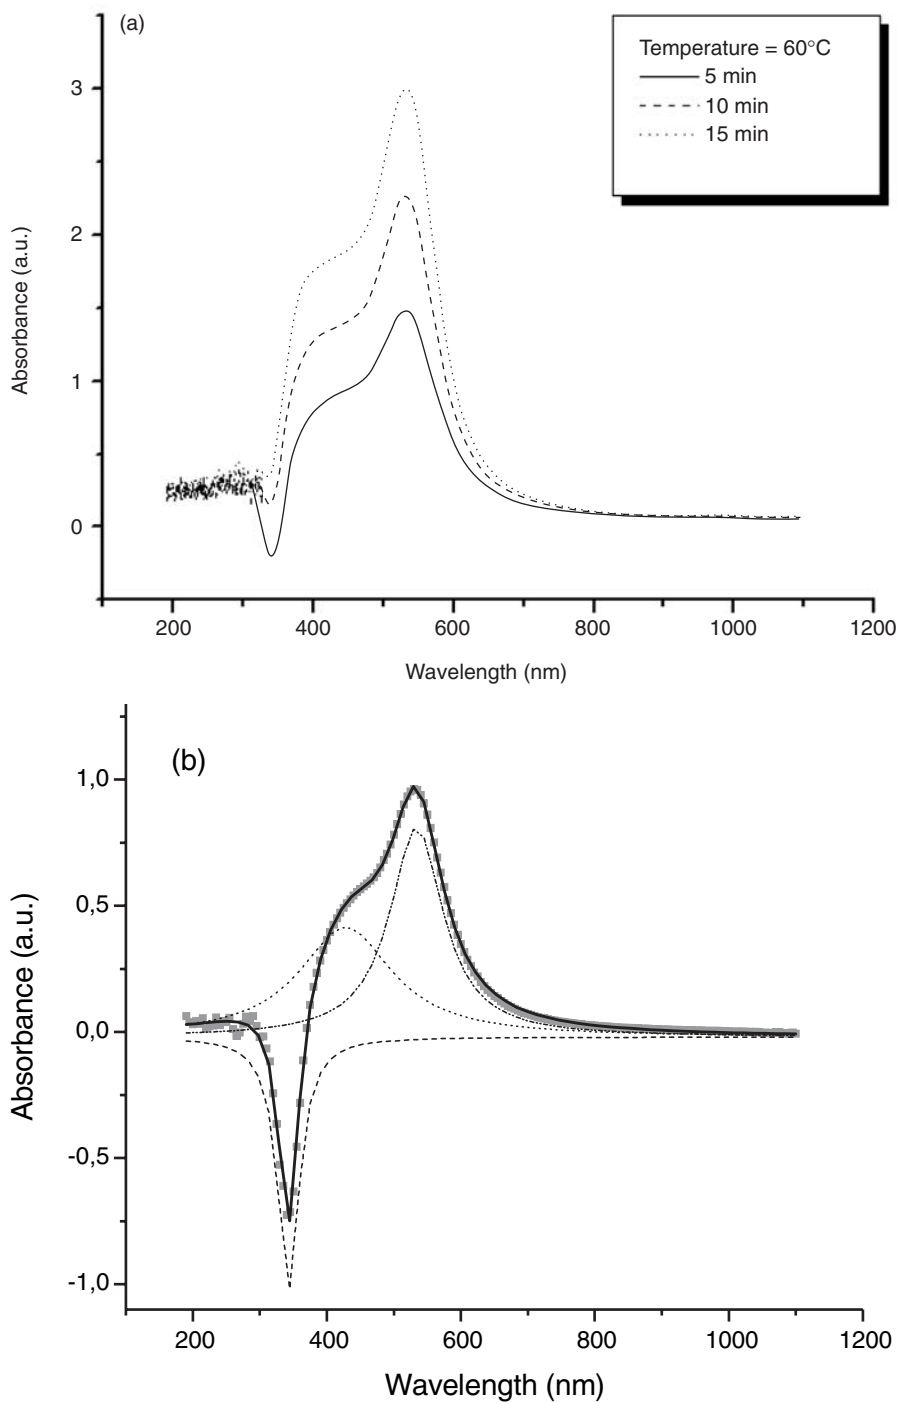 (a)
Temperature = 60°C
5 min
10 min
15 min
3
2
1
0
Absorbance (a.u.)
200 400 600 800 1000 1200
Wavelength (nm)
(b)
1,0
0,5
0,0
-0,5
-1,0
Absorbance (a.u.)
200 400 600 800 1000 1200
Wavelength (nm)